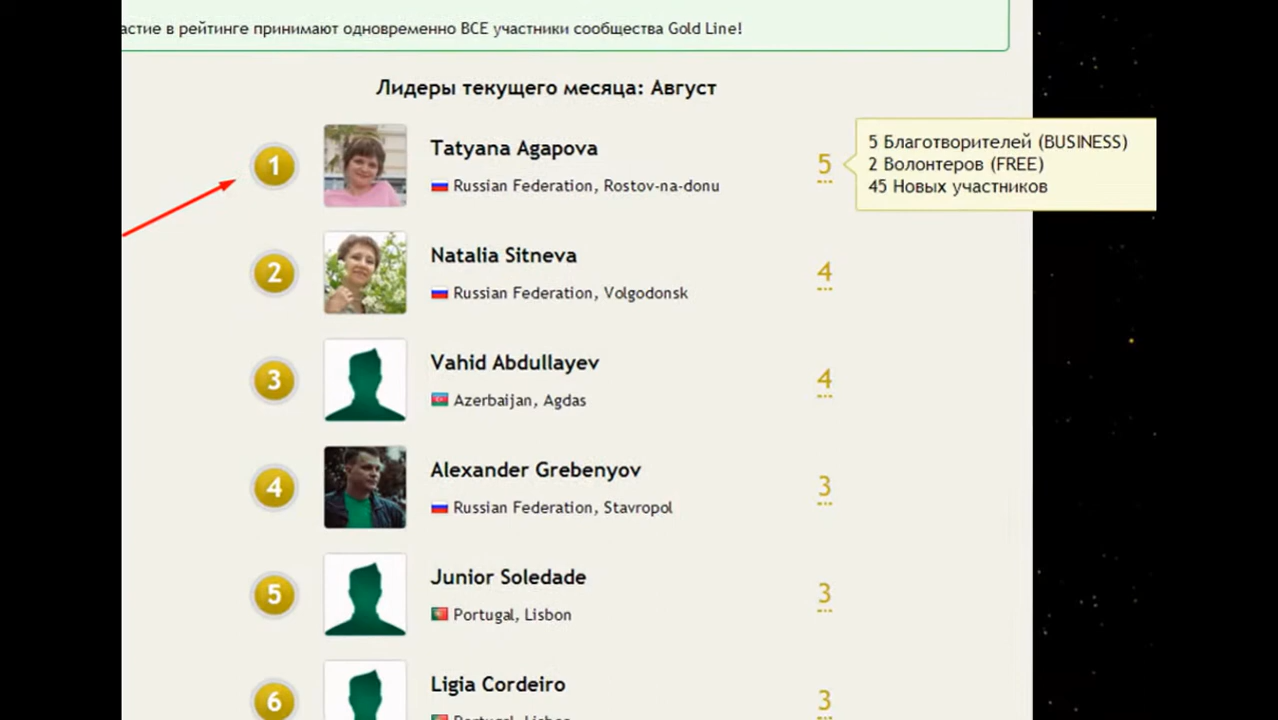 астие в рейтинге принимают одновременно ВСЕ участники сообщества Gold Line!
Лидеры текущего месяца: Август
1
Tatyana Agapova
Russian Federation, Rostov-na-donu
5
5 Благотворителей (BUSINESS)
2 Волонтеров (FREE)
45 Новых участников
2
Natalia Sitneva
Russian Federation, Volgodonsk
4
3
Vahid Abdullayev
Azerbaijan, Agdas
4
4
Alexander Grebenyov
Russian Federation, Stavropol
3
5
Junior Soledade
Portugal, Lisbon
3
6
Ligia Cordeiro
Portugal, Lisbon
3